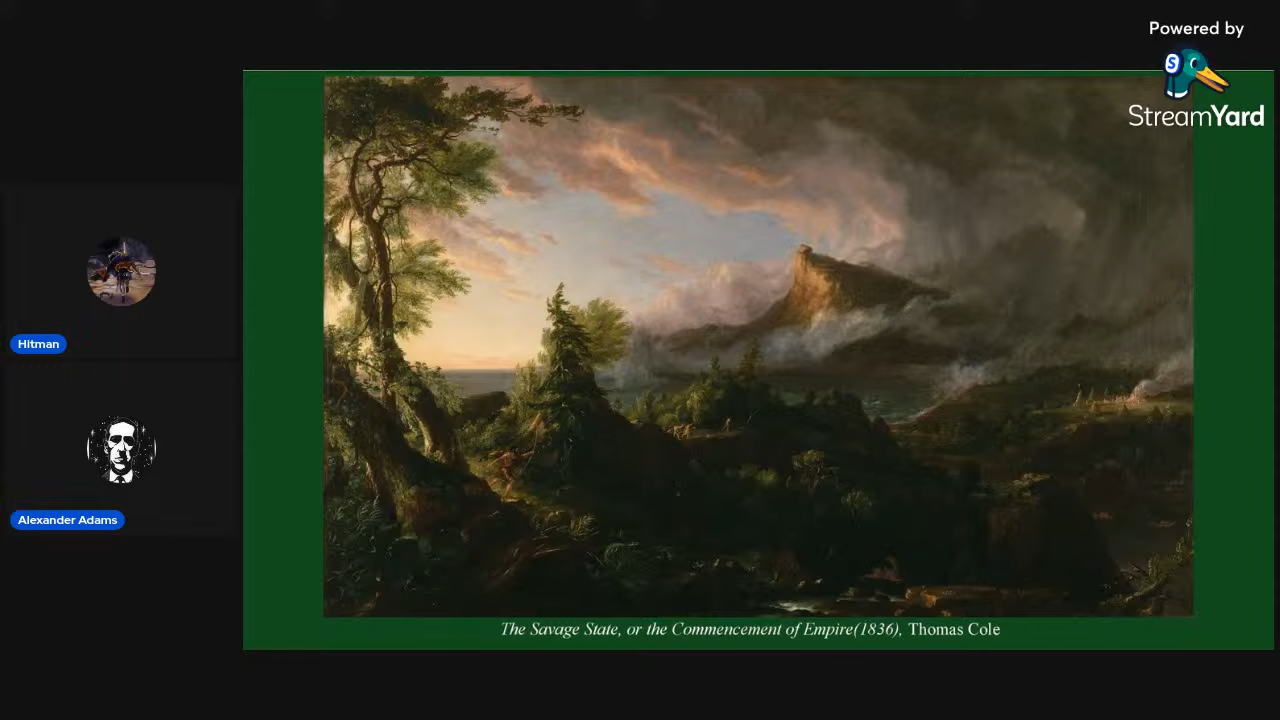 Powered by
S
StreamYard
Hitman
Alexander Adams
The Savage State, or the Commencement of Empire(1836), Thomas Cole